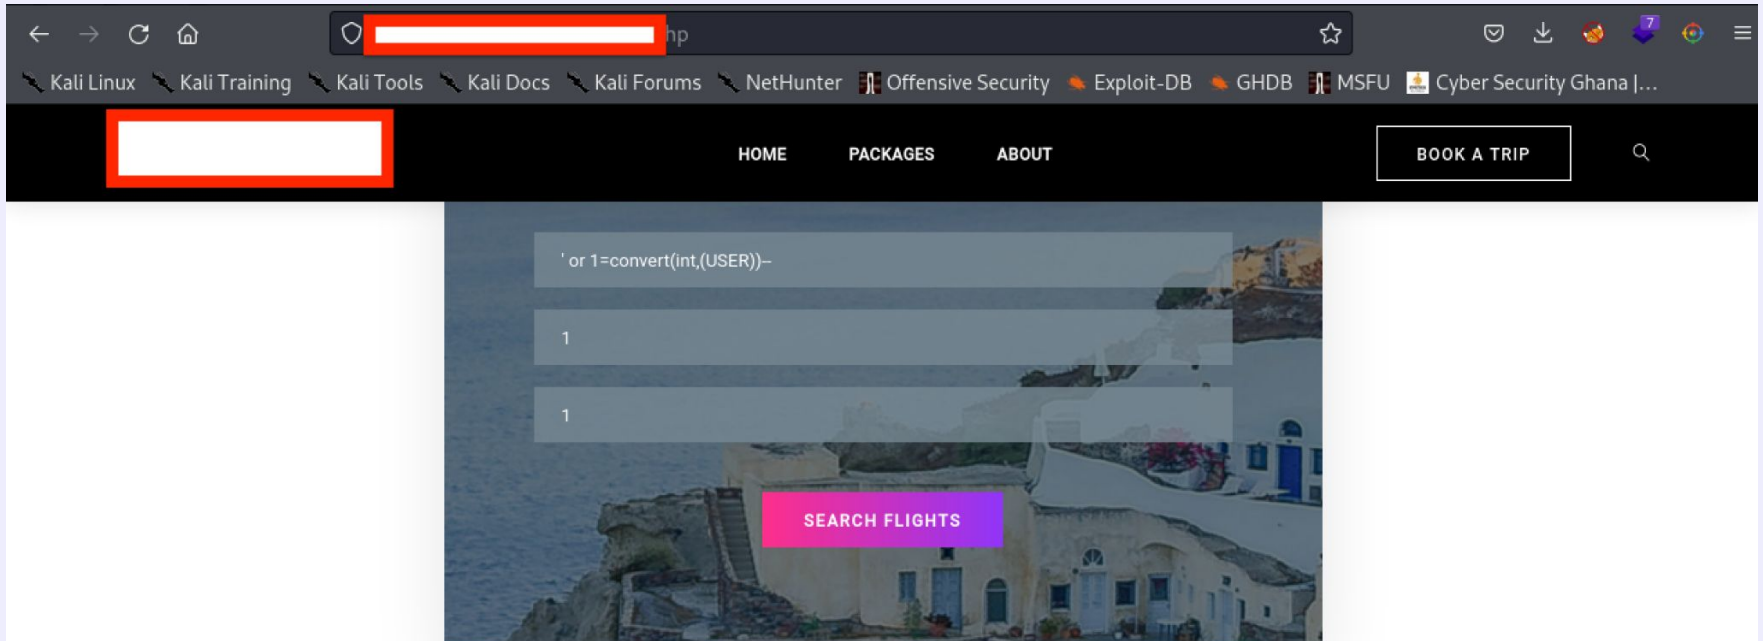 hp
7
Kali Linux Kali Training Kali Tools Kali Docs Kali Forums NetHunter Offensive Security Exploit-DB GHDB MSFU Cyber Security Ghana |...
HOME PACKAGES ABOUT BOOK A TRIP
' or 1=convert(int,(USER))--
1
1
SEARCH FLIGHTS